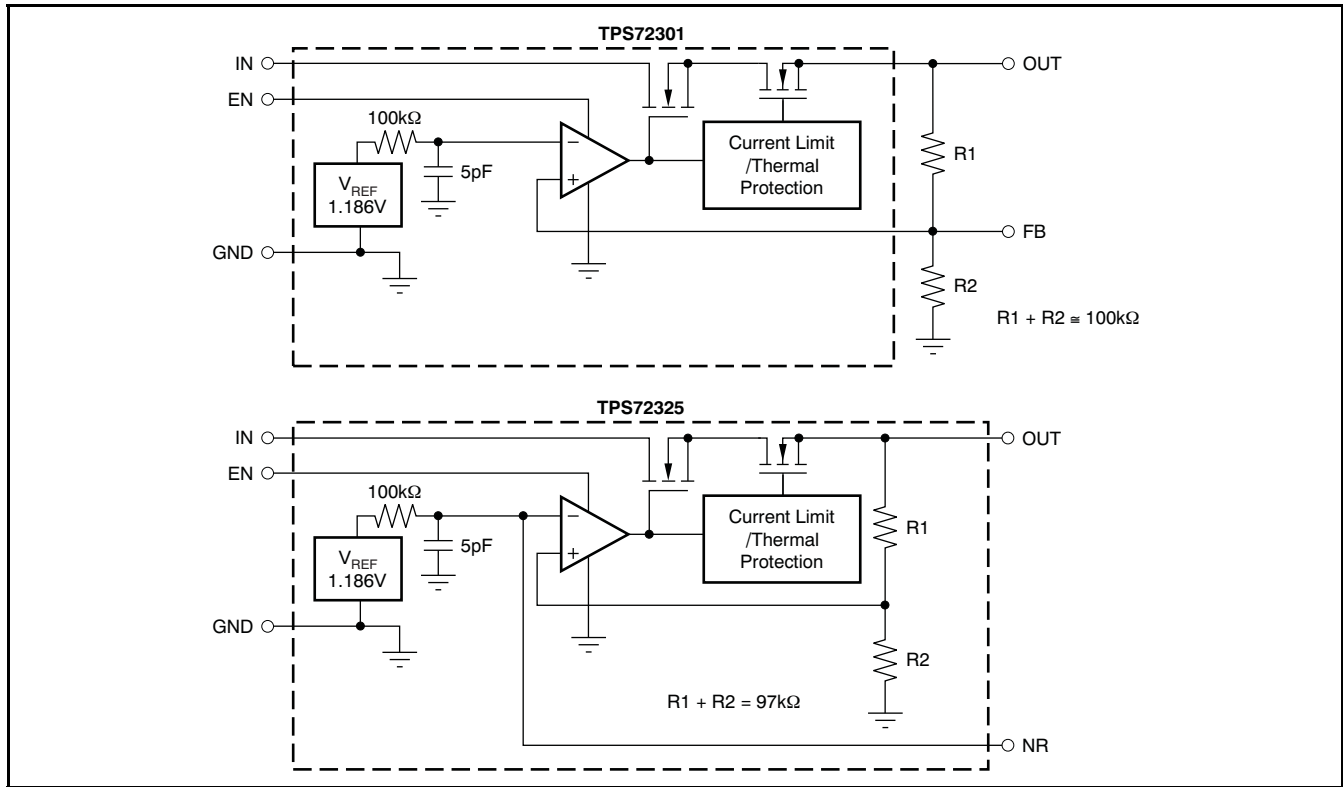 TPS72301
IN
OUT
EN
100kΩ
5pF
−
+
V_REF
1.186V
Current Limit
/Thermal
Protection
R1
GND
FB
R2
R1 + R2 ≅ 100kΩ
TPS72325
IN
OUT
EN
100kΩ
5pF
−
+
V_REF
1.186V
Current Limit
/Thermal
Protection
R1
GND
R2
R1 + R2 = 97kΩ
NR